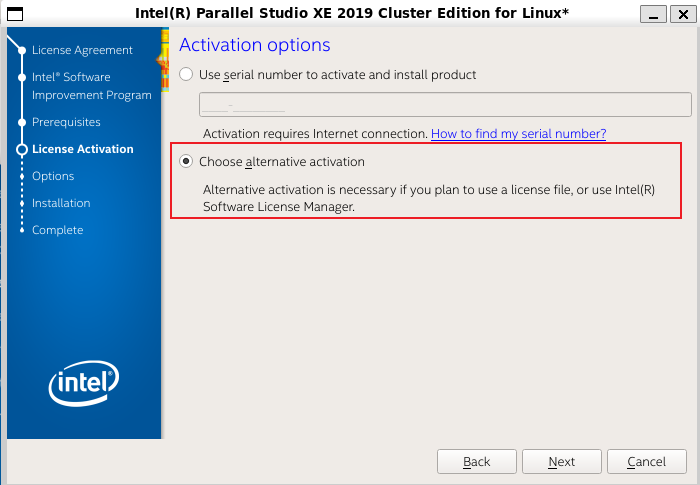 Intel(R) Parallel Studio XE 2019 Cluster Edition for Linux*
License Agreement
Intel® Software
Improvement Program
Prerequisites
License Activation
Options
Installation
Complete
intel
Activation options
Use serial number to activate and install product
____-________
Activation requires Internet connection. How to find my serial number?
Choose alternative activation
Alternative activation is necessary if you plan to use a license file, or use Intel(R)
Software License Manager.
Back
Next
Cancel